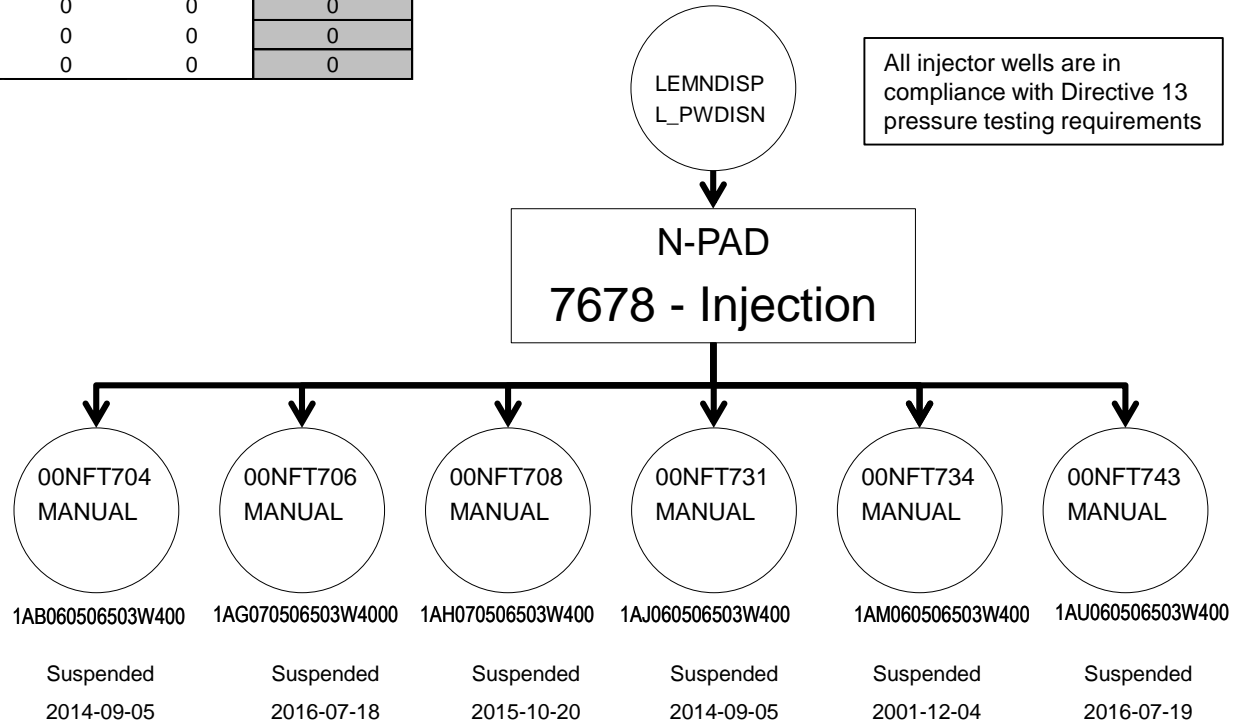 0 0 0
0 0 0
0 0 0
LEMNDISP
L_PWDISN
All injector wells are in
compliance with Directive 13
pressure testing requirements
N-PAD
7678 - Injection
00NFT704 00NFT706 00NFT708 00NFT731 00NFT734 00NFT743
MANUAL MANUAL MANUAL MANUAL MANUAL MANUAL
1AB060506503W400 1AG070506503W4000 1AH070506503W400 1AJ060506503W400 1AM060506503W400 1AU060506503W400
Suspended Suspended Suspended Suspended Suspended Suspended
2014-09-05 2016-07-18 2015-10-20 2014-09-05 2001-12-04 2016-07-19